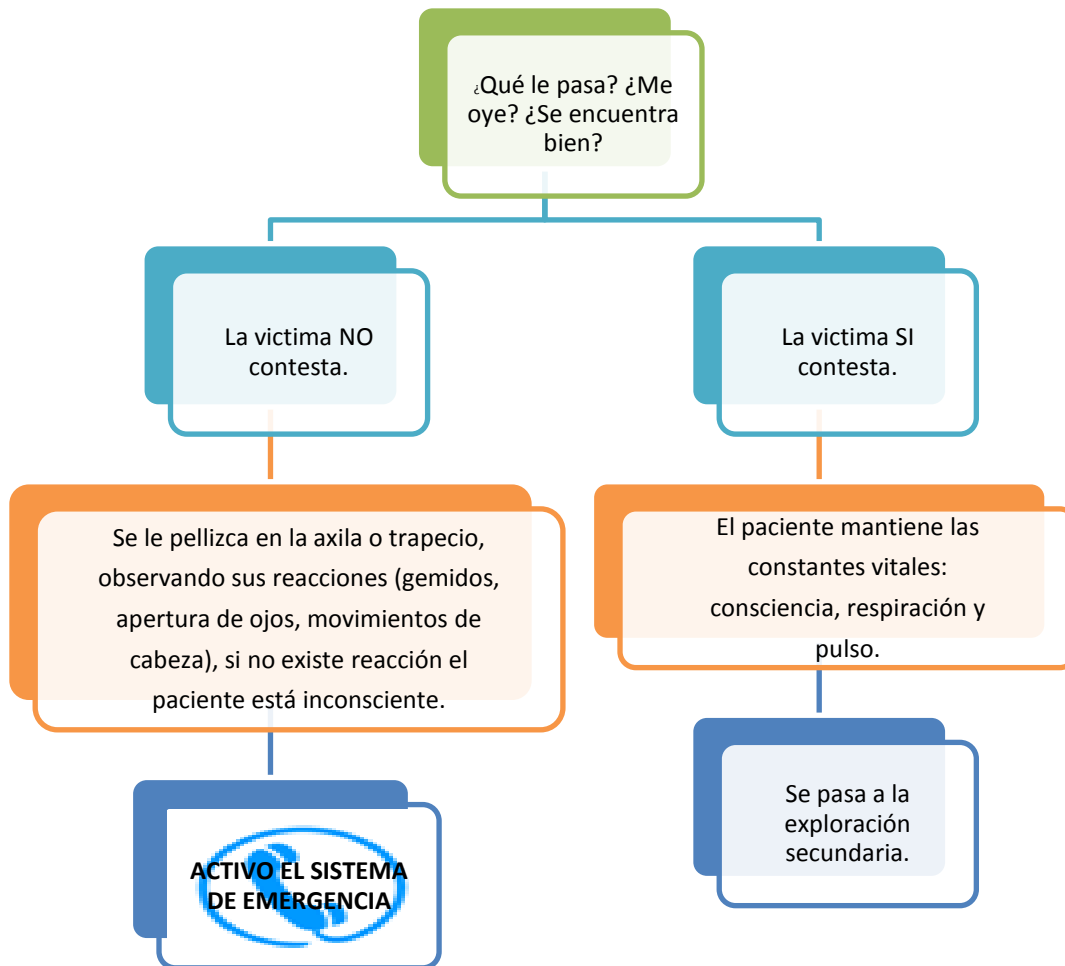 ¿Qué le pasa? ¿Me
oye? ¿Se encuentra
bien?
La victima NO
contesta.
La victima SI
contesta.
Se le pellizca en la axila o trapecio,
observando sus reacciones (gemidos,
apertura de ojos, movimientos de
cabeza), si no existe reacción el
paciente está inconsciente.
El paciente mantiene las
constantes vitales:
consciencia, respiración y
pulso.
ACTIVO EL SISTEMA
DE EMERGENCIA
Se pasa a la
exploración
secundaria.